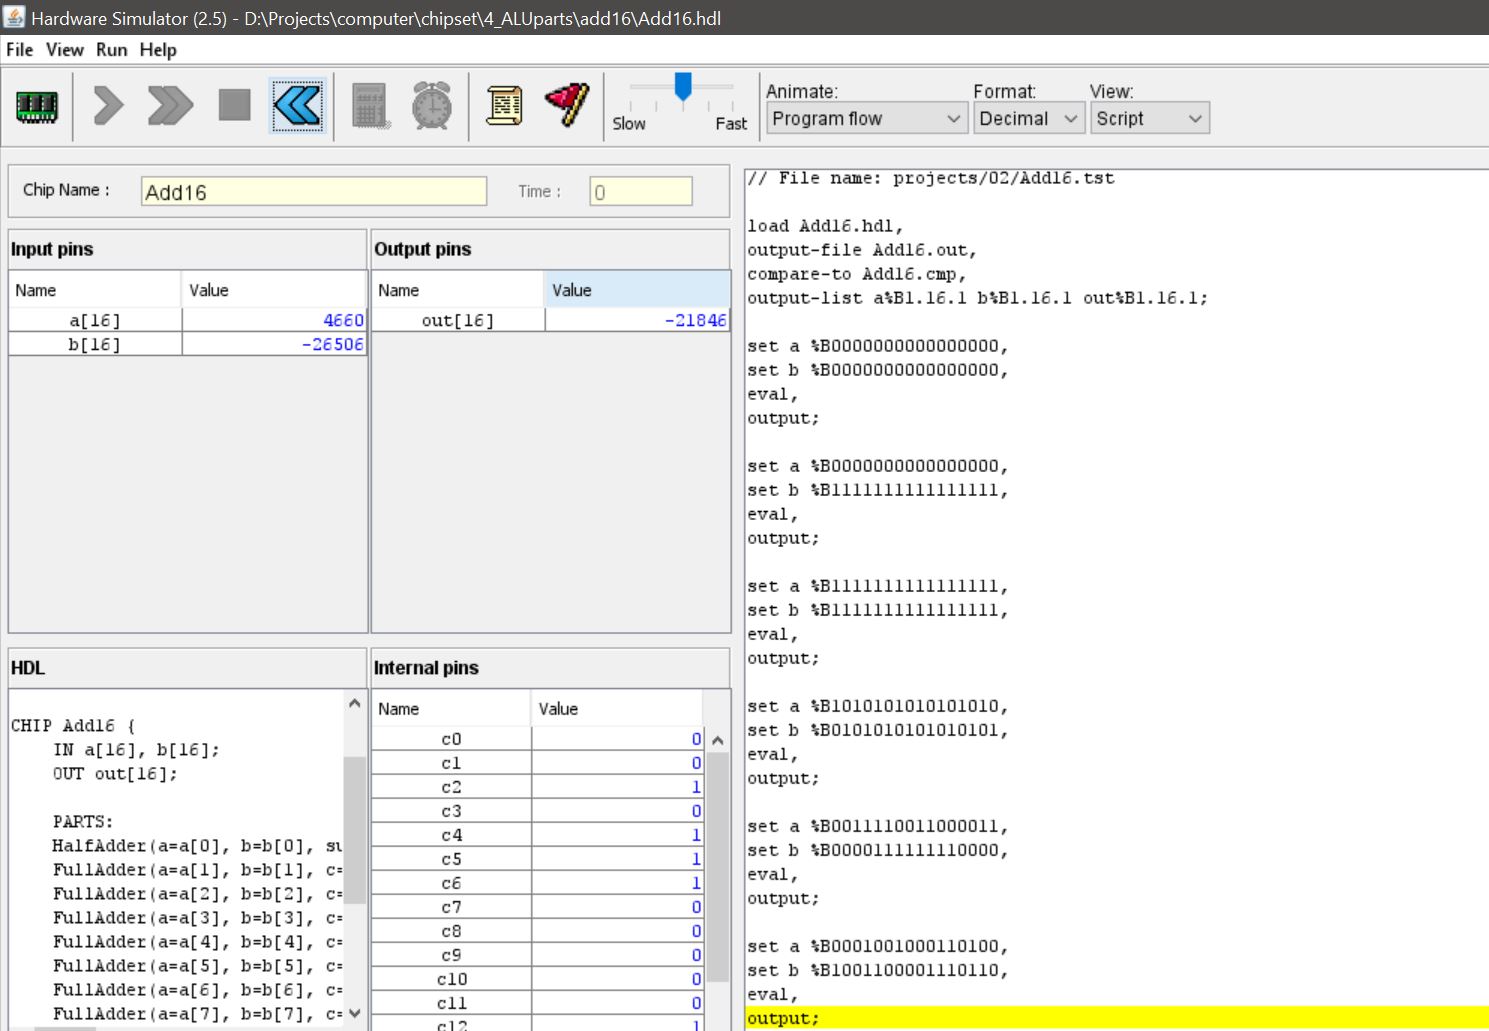 Hardware Simulator (2.5) - D:\Projects\computer\chipset\4_ALUparts\add16\Add16.hdl
File View Run Help
Slow Fast
Animate: Format: View:
Program flow Decimal Script
Chip Name : Add16 Time : 0
Input pins
Name Value
a[16] 4660
b[16] -26506
Output pins
Name Value
out[16] -21846
HDL
CHIP Add16 {
IN a[16], b[16];
OUT out[16];
PARTS:
HalfAdder(a=a[0], b=b[0], su
FullAdder(a=a[1], b=b[1], c=
FullAdder(a=a[2], b=b[2], c=
FullAdder(a=a[3], b=b[3], c=
FullAdder(a=a[4], b=b[4], c=
FullAdder(a=a[5], b=b[5], c=
FullAdder(a=a[6], b=b[6], c=
FullAdder(a=a[7], b=b[7], c=
Internal pins
Name Value
c0 0
c1 0
c2 1
c3 0
c4 1
c5 1
c6 1
c7 0
c8 0
c9 0
c10 0
c11 0
c12 1
// File name: projects/02/Add16.tst
load Add16.hdl,
output-file Add16.out,
compare-to Add16.cmp,
output-list a%B1.16.1 b%B1.16.1 out%B1.16.1;
set a %B0000000000000000,
set b %B0000000000000000,
eval,
output;
set a %B0000000000000000,
set b %B1111111111111111,
eval,
output;
set a %B1111111111111111,
set b %B1111111111111111,
eval,
output;
set a %B1010101010101010,
set b %B0101010101010101,
eval,
output;
set a %B0011110011000011,
set b %B0000111111110000,
eval,
output;
set a %B0001001000110100,
set b %B1001100001110110,
eval,
output;